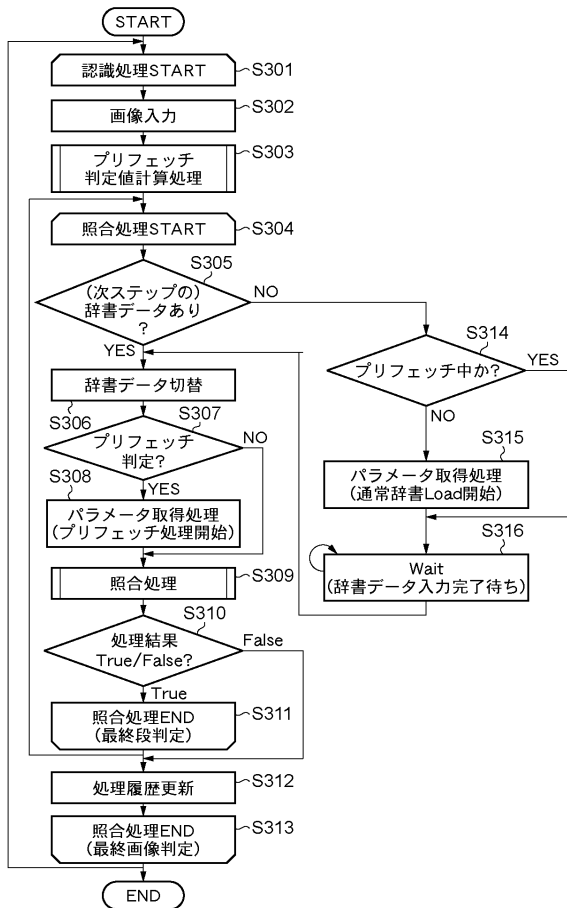 START
認識処理START
S301
画像入力
S302
プリフェッチ
判定値計算処理
S303
照合処理START
S304
(次ステップの)
辞書データあり
?
S305
NO
YES
辞書データ切替
S306
プリフェッチ
判定?
S307
NO
YES
S308
パラメータ取得処理
(プリフェッチ処理開始)
照合処理
S309
処理結果
True/False?
S310
False
True
照合処理END
(最終段判定)
S311
処理履歴更新
S312
照合処理END
(最終画像判定)
S313
END
プリフェッチ中か?
S314
YES
NO
パラメータ取得処理
(通常辞書Load開始)
S315
Wait
(辞書データ入力完了待ち)
S316